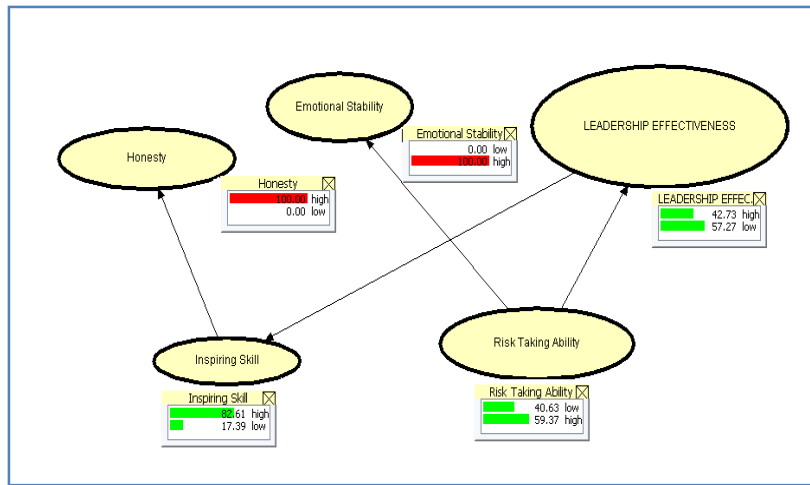 Emotional Stability
LEADERSHIP EFFECTIVENESS
Honesty
Emotional Stability
0.00 low
100.00 high
Honesty
100.00 high
0.00 low
LEADERSHIP EFFEC.
42.73 high
57.27 low
Inspiring Skill
Risk Taking Ability
Inspiring Skill
82.61 high
17.39 low
Risk Taking Ability
40.63 low
59.37 high